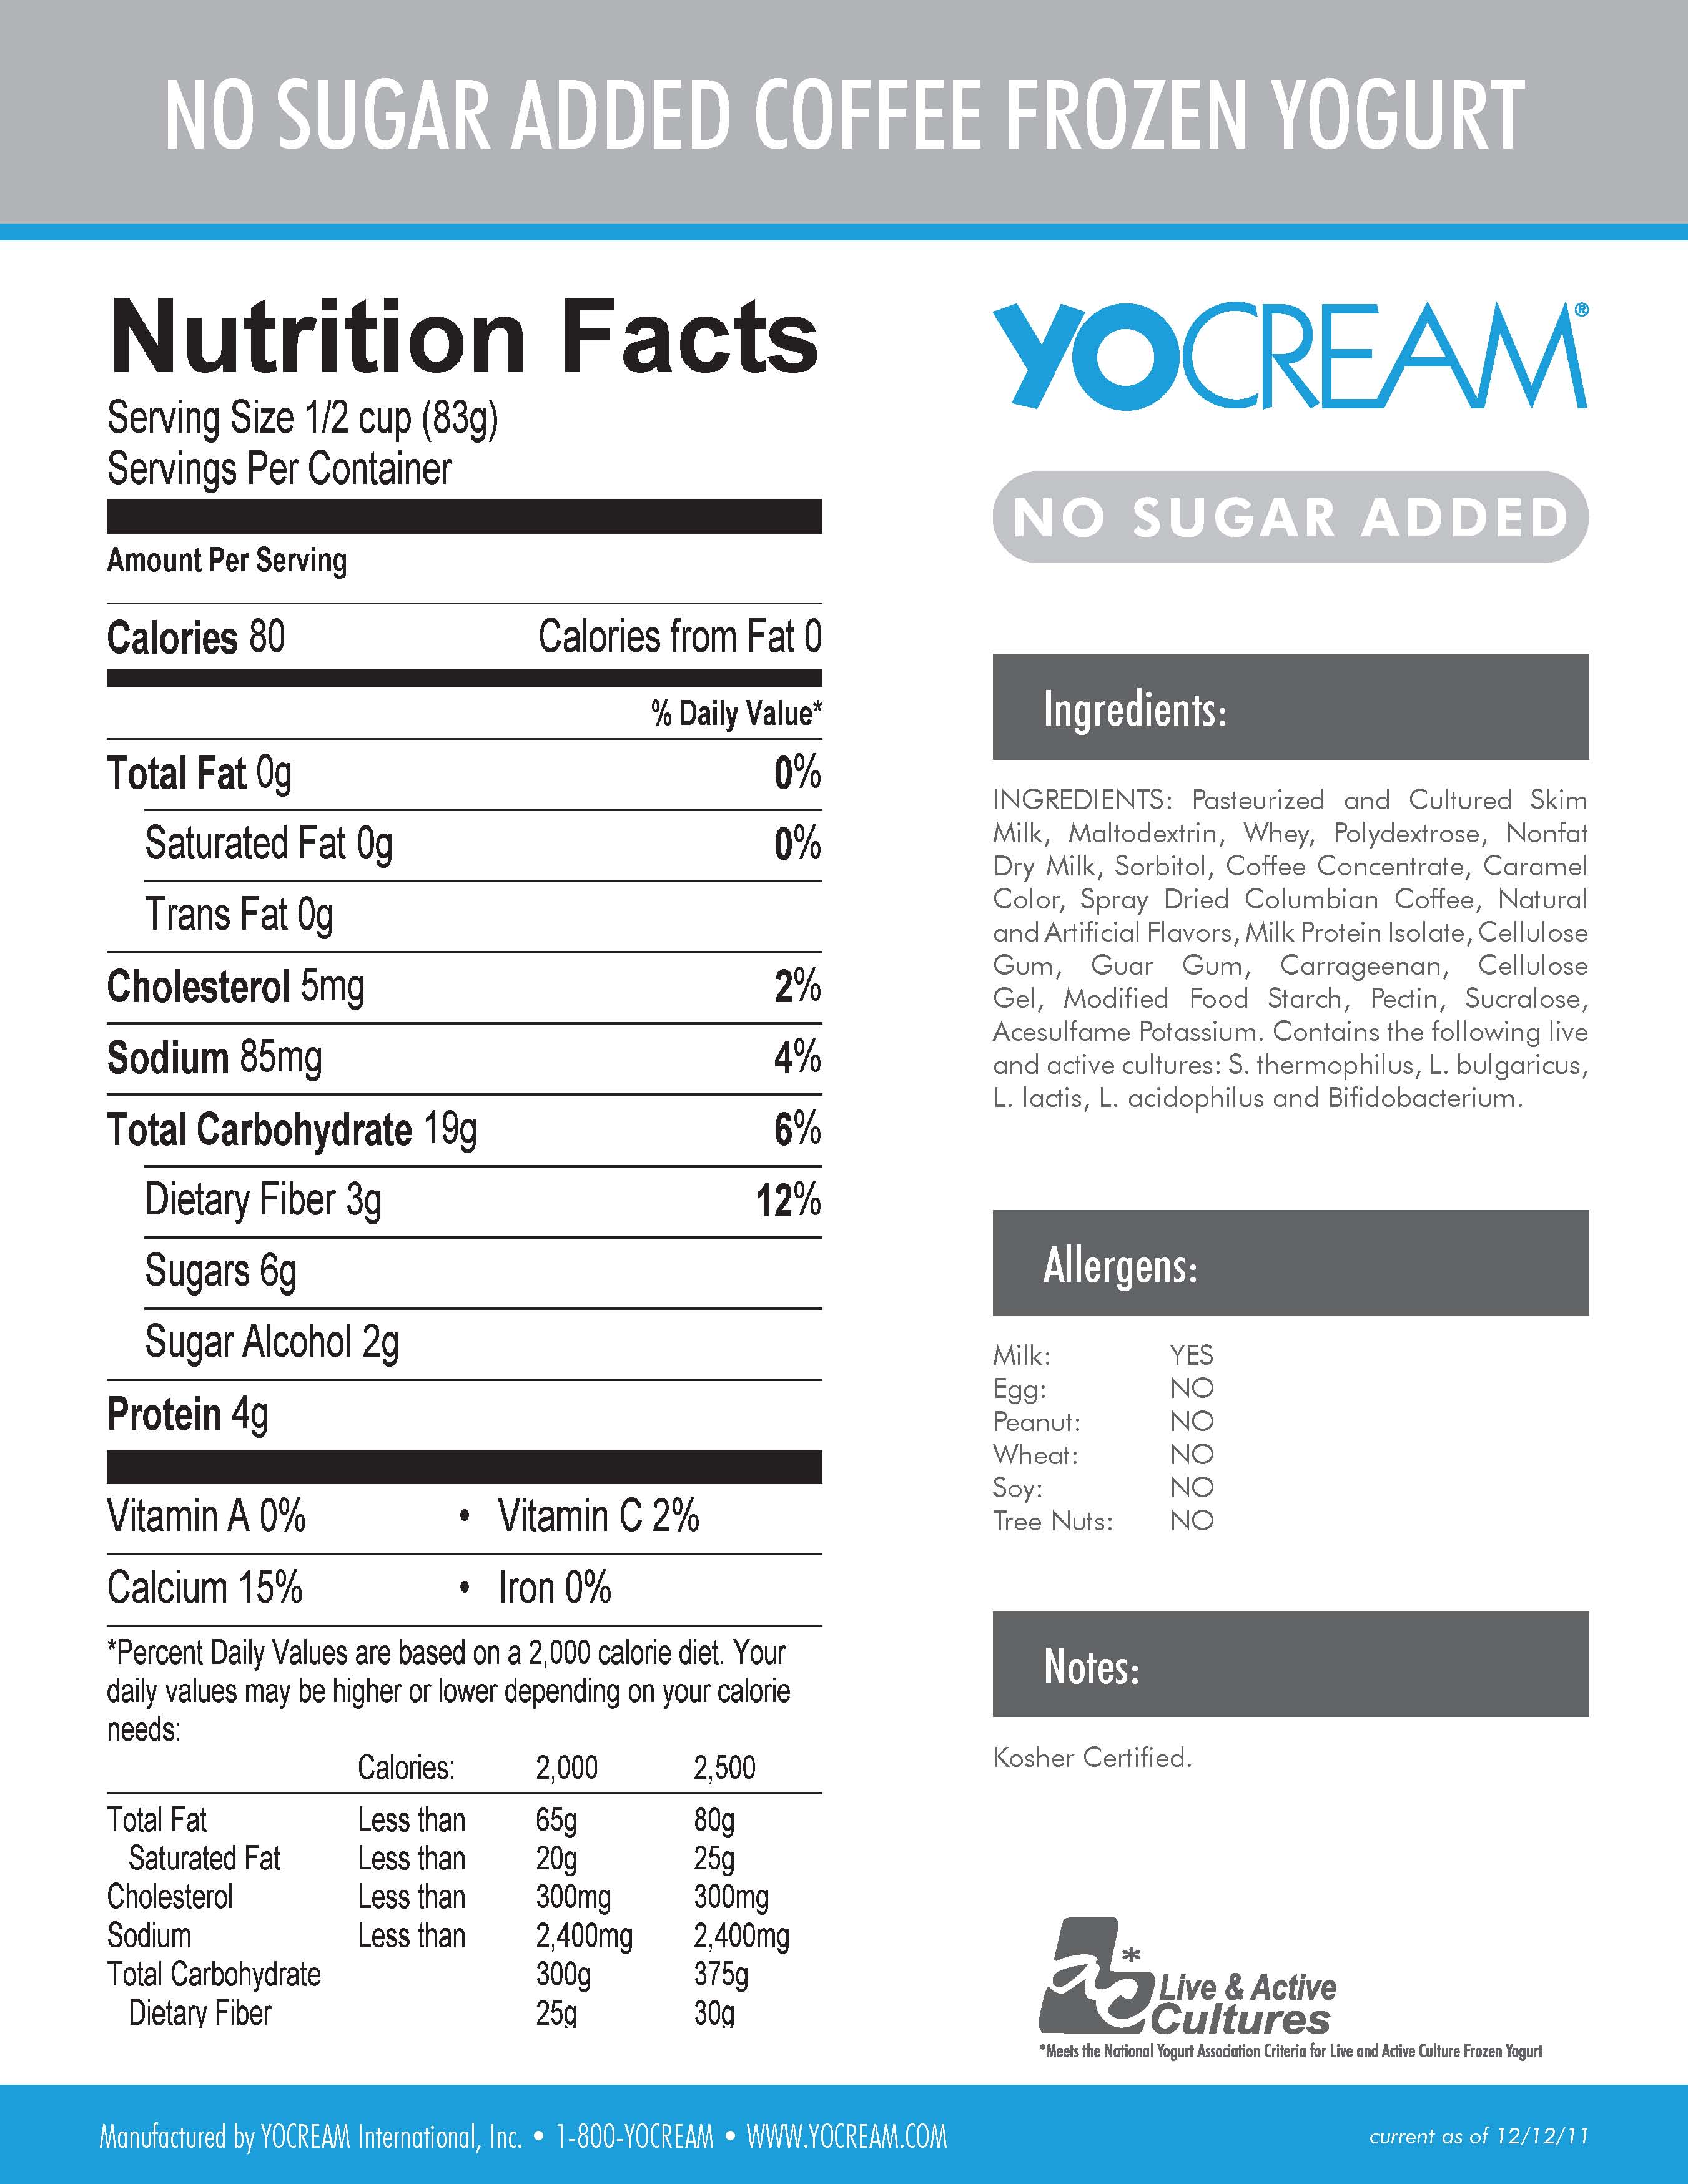 NO SUGAR ADDED COFFEE FROZEN YOGURT
Nutrition Facts
Serving Size 1/2 cup (83g)
Servings Per Container
Amount Per Serving
Calories 80 Calories from Fat 0
% Daily Value*
Total Fat 0g 0%
Saturated Fat 0g 0%
Trans Fat 0g
Cholesterol 5mg 2%
Sodium 85mg 4%
Total Carbohydrate 19g 6%
Dietary Fiber 3g 12%
Sugars 6g
Sugar Alcohol 2g
Protein 4g
Vitamin A 0% • Vitamin C 2%
Calcium 15% • Iron 0%
*Percent Daily Values are based on a 2,000 calorie diet. Your
daily values may be higher or lower depending on your calorie
needs:
Calories: 2,000 2,500
Total Fat Less than 65g 80g
Saturated Fat Less than 20g 25g
Cholesterol Less than 300mg 300mg
Sodium Less than 2,400mg 2,400mg
Total Carbohydrate 300g 375g
Dietary Fiber 25g 30g
YOCREAM®
NO SUGAR ADDED
Ingredients:
INGREDIENTS: Pasteurized and Cultured Skim
Milk, Maltodextrin, Whey, Polydextrose, Nonfat
Dry Milk, Sorbitol, Coffee Concentrate, Caramel
Color, Spray Dried Columbian Coffee, Natural
and Artificial Flavors, Milk Protein Isolate, Cellulose
Gum, Guar Gum, Carrageenan, Cellulose
Gel, Modified Food Starch, Pectin, Sucralose,
Acesulfame Potassium. Contains the following live
and active cultures: S. thermophilus, L. bulgaricus,
L. lactis, L. acidophilus and Bifidobacterium.
Allergens:
Milk: YES
Egg: NO
Peanut: NO
Wheat: NO
Soy: NO
Tree Nuts: NO
Notes:
Kosher Certified.
ac*
Live & Active
Cultures
*Meets the National Yogurt Association Criteria for Live and Active Culture Frozen Yogurt
Manufactured by YOCREAM International, Inc. • 1-800-YOCREAM • WWW.YOCREAM.COM
current as of 12/12/11